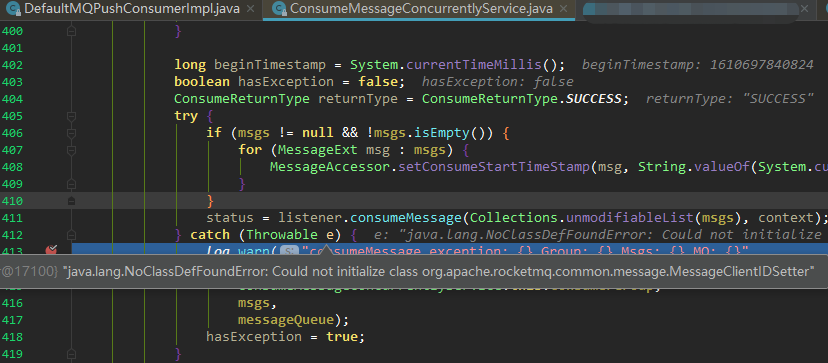 DefaultMQPushConsumerImpl.java × ConsumeMessageConcurrentlyService.java ×
400 }
401
402 long beginTimestamp = System.currentTimeMillis(); beginTimestamp: 1610697840824
403 boolean hasException = false; hasException: false
404 ConsumeReturnType returnType = ConsumeReturnType.SUCCESS; returnType: "SUCCESS"
405 try {
406 if (msgs != null && !msgs.isEmpty()) {
407 for (MessageExt msg : msgs) {
408 MessageAccessor.setConsumeStartTimeStamp(msg, String.valueOf(System.cu
409 }
410 }
411 status = listener.consumeMessage(Collections.unmodifiableList(msgs), context);
412 } catch (Throwable e) { e: "java.lang.NoClassDefFoundError: Could not initialize
413 log.warn( s: "consumeMessage exception: {} Group: {} Msgs: {} MQ: {}"
r@17100} "java.lang.NoClassDefFoundError: Could not initialize class org.apache.rocketmq.common.message.MessageClientIDSetter"
416 msgs,
417 messageQueue);
418 hasException = true;
419 }